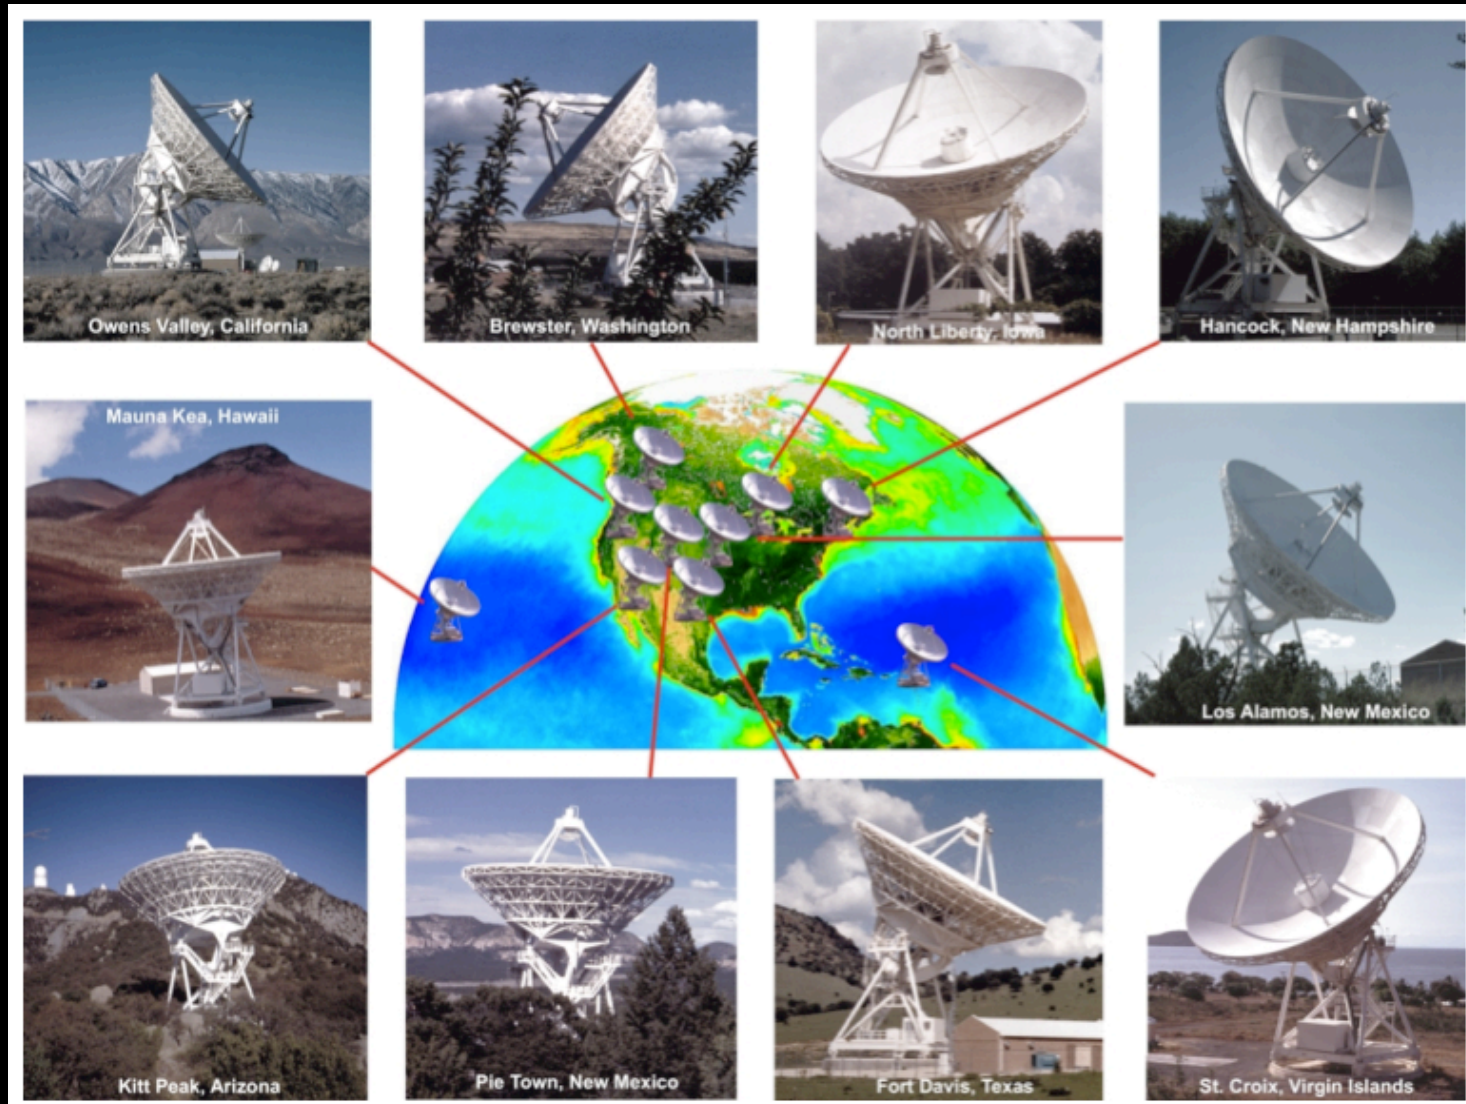 Owens Valley, California
Brewster, Washington
North Liberty, Iowa
Hancock, New Hampshire
Mauna Kea, Hawaii
Los Alamos, New Mexico
Kitt Peak, Arizona
Pie Town, New Mexico
Fort Davis, Texas
St. Croix, Virgin Islands